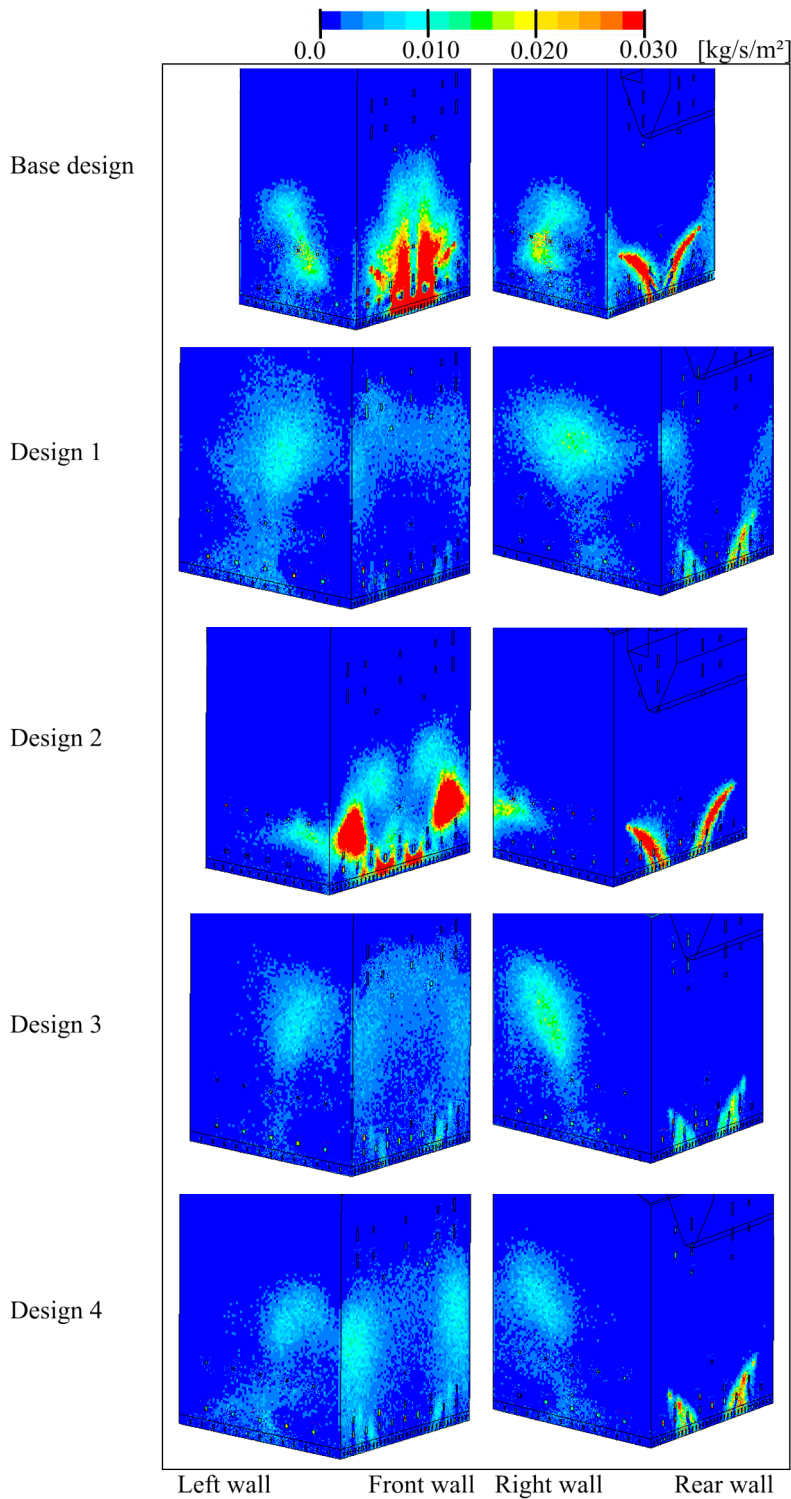 0.0 0.010 0.020 0.030 [kg/s/m²]
Base design
Design 1
Design 2
Design 3
Design 4
Left wall Front wall Right wall Rear wall